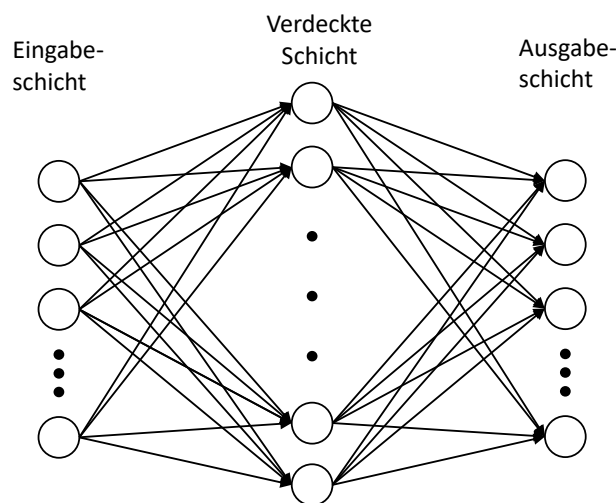 Eingabe-
schicht
Verdeckte
Schicht
Ausgabe-
schicht